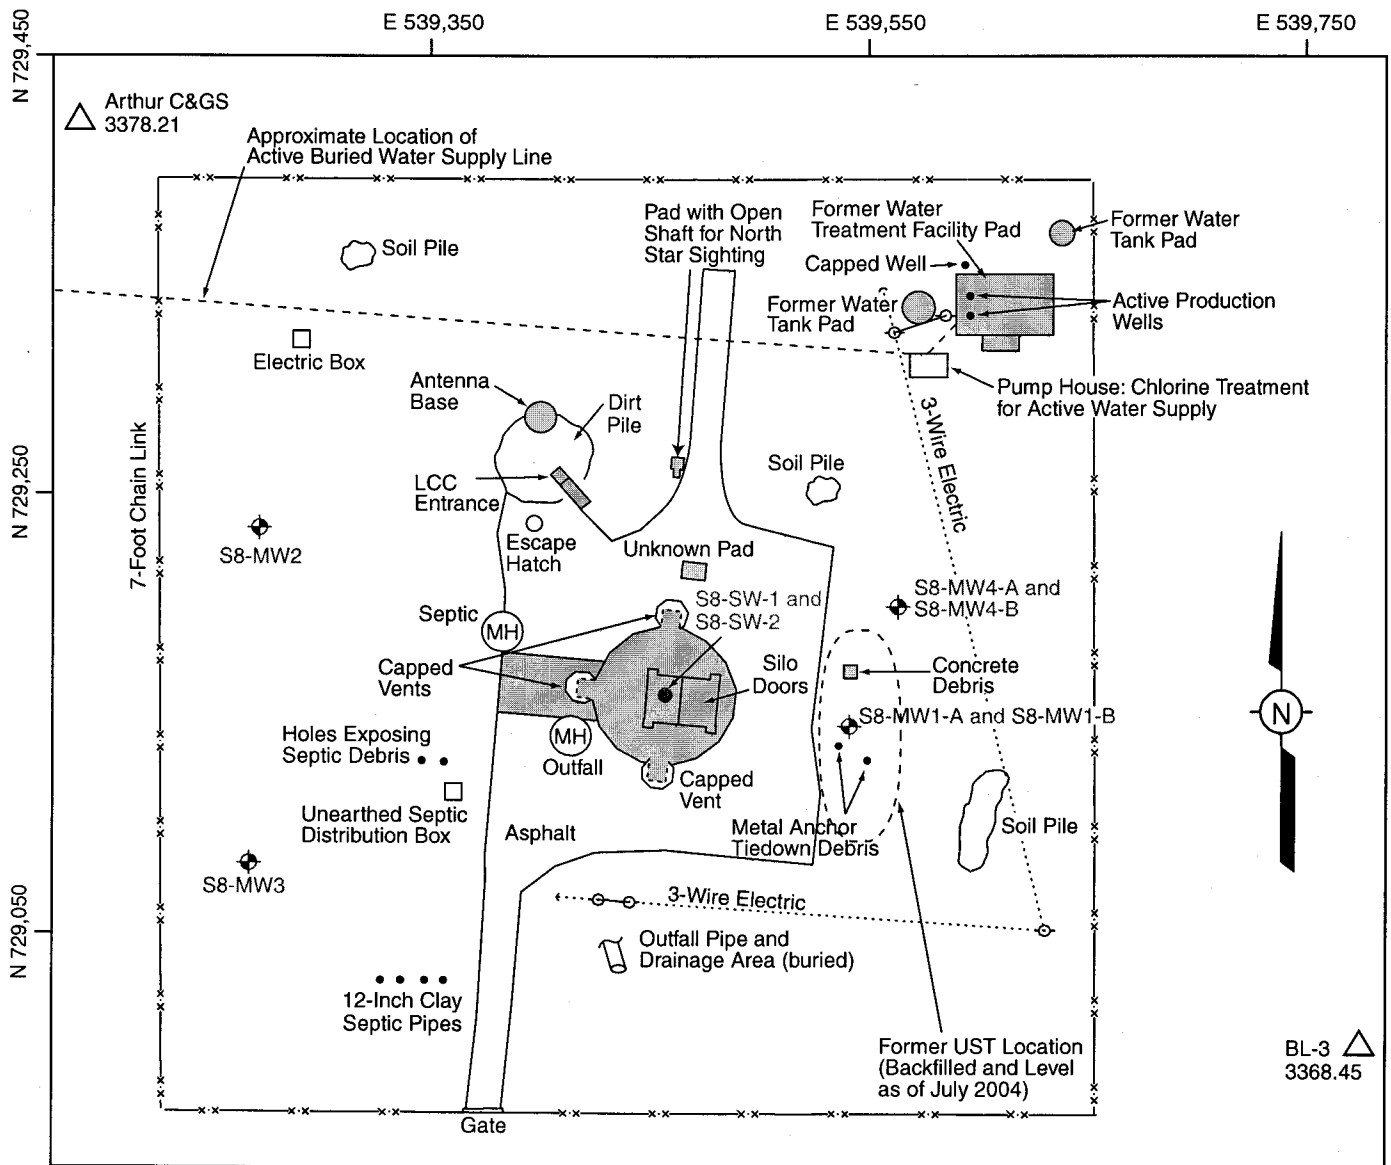 E 539,350
E 539,550
E 539,750
N 729,450
Arthur C&GS
3378.21
Approximate Location of
Active Buried Water Supply Line
Pad with Open
Shaft for North
Star Sighting
Former Water
Treatment Facility Pad
Former Water
Tank Pad
Soil Pile
Capped Well
Former Water
Tank Pad
Active Production
Wells
Electric Box
Antenna
Base
Dirt
Pile
Pump House: Chlorine Treatment
for Active Water Supply
3-Wire Electric
N 729,250
7-Foot Chain Link
LCC
Entrance
Soil Pile
S8-MW2
Escape
Hatch
Unknown Pad
S8-SW-1 and
S8-SW-2
S8-MW4-A and
S8-MW4-B
Septic
MH
Capped
Vents
Silo
Doors
Concrete
Debris
S8-MW1-A and S8-MW1-B
N
Holes Exposing
Septic Debris
MH
Outfall
Capped
Vent
Unearthed Septic
Distribution Box
Asphalt
Metal Anchor
Tiedown Debris
Soil Pile
S8-MW3
3-Wire Electric
N 729,050
Outfall Pipe and
Drainage Area (buried)
12-Inch Clay
Septic Pipes
Former UST Location
(Backfilled and Level
as of July 2004)
BL-3
3368.45
Gate